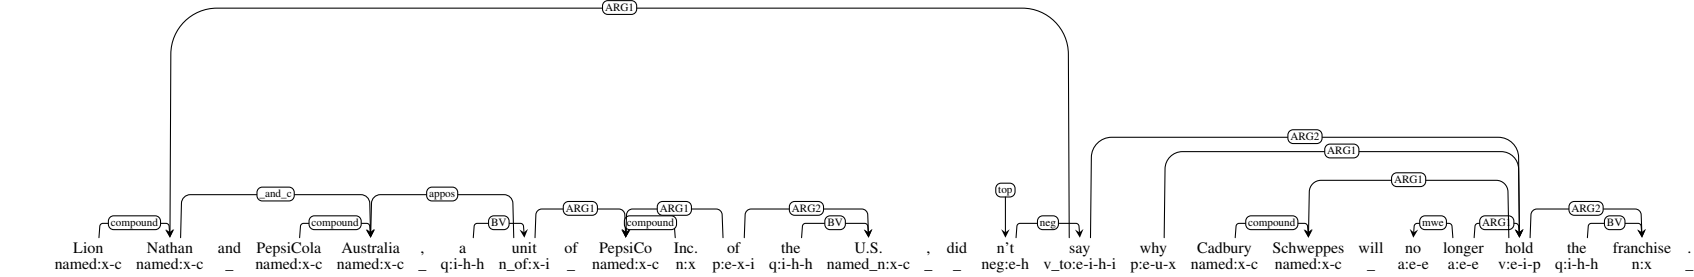 ARG1
ARG2
ARG1
ARG1
top
_and_c appos
ARG1 ARG1 ARG2 ARG2
compound compound BV compound BV neg compound mwe ARG1 BV
Lion Nathan and PepsiCola Australia , a unit of PepsiCo Inc. of the U.S. , did n't say why Cadbury Schweppes will no longer hold the franchise .
named:x-c named:x-c _ named:x-c named:x-c _ q:i-h-h n_of:x-i _ named:x-c n:x p:e-x-i q:i-h-h named_n:x-c _ _ neg:e-h v_to:e-i-h-i p:e-u-x named:x-c named:x-c _ a:e-e a:e-e v:e-i-p q:i-h-h n:x _